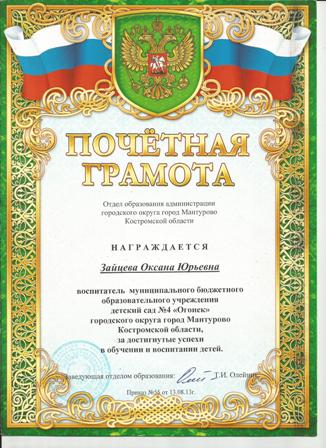 ПОЧЁТНАЯ
ГРАМОТА
Отдел образования администрации
городского округа город Мантурово
Костромской области
НАГРАЖДАЕТСЯ
Зайцева Оксана Юрьевна
воспитатель муниципального бюджетного
образовательного учреждения
детский сад №4 «Огонек»
городского округа город Мантурово
Костромской области,
за достигнутые успехи
в обучении и воспитании детей.
Заведующая отделом образования: Т.И. Олейник
Приказ №56 от 13.08.13г.